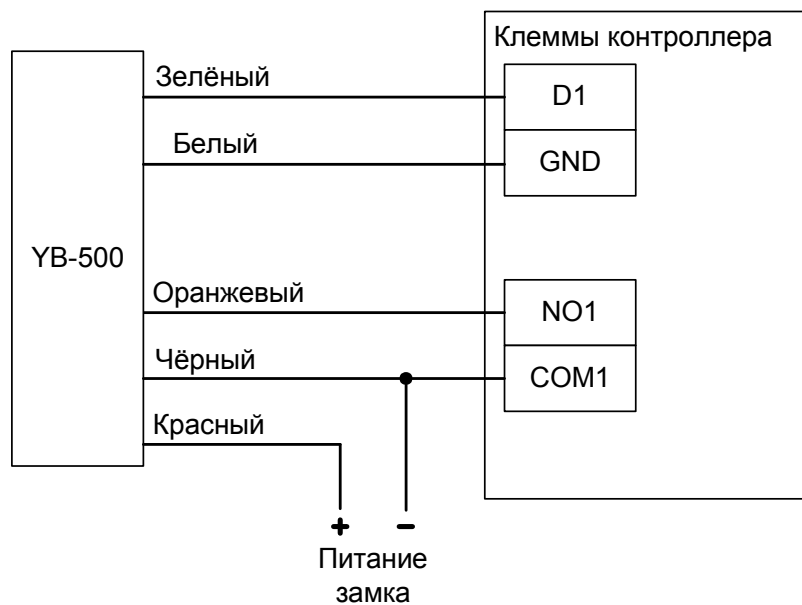 Клеммы контроллера
Зелёный
D1
Белый
GND
YB-500
Оранжевый
NO1
Чёрный
COM1
Красный
+ −
Питание
замка